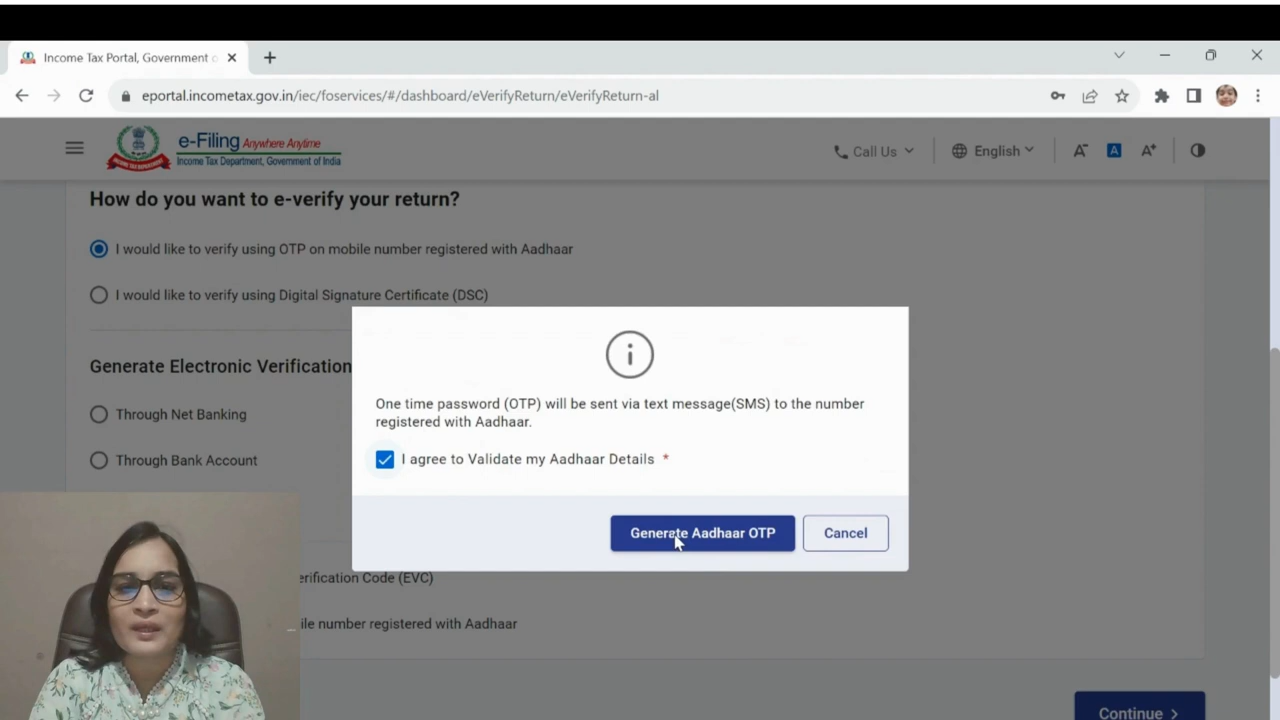 Income Tax Portal, Government o
eportal.incometax.gov.in/iec/foservices/#/dashboard/eVerifyReturn/eVerifyReturn-al
e-Filing Anywhere Anytime
Income Tax Department, Government of India
INCOME TAX DEPARTMENT
Call Us
English
A-
A
A+
How do you want to e-verify your return?
I would like to verify using OTP on mobile number registered with Aadhaar
I would like to verify using Digital Signature Certificate (DSC)
Generate Electronic Verification
Through Net Banking
Through Bank Account
One time password (OTP) will be sent via text message(SMS) to the number
registered with Aadhaar.
I agree to Validate my Aadhaar Details *
Generate Aadhaar OTP
Cancel
erification Code (EVC)
ile number registered with Aadhaar
Continue >